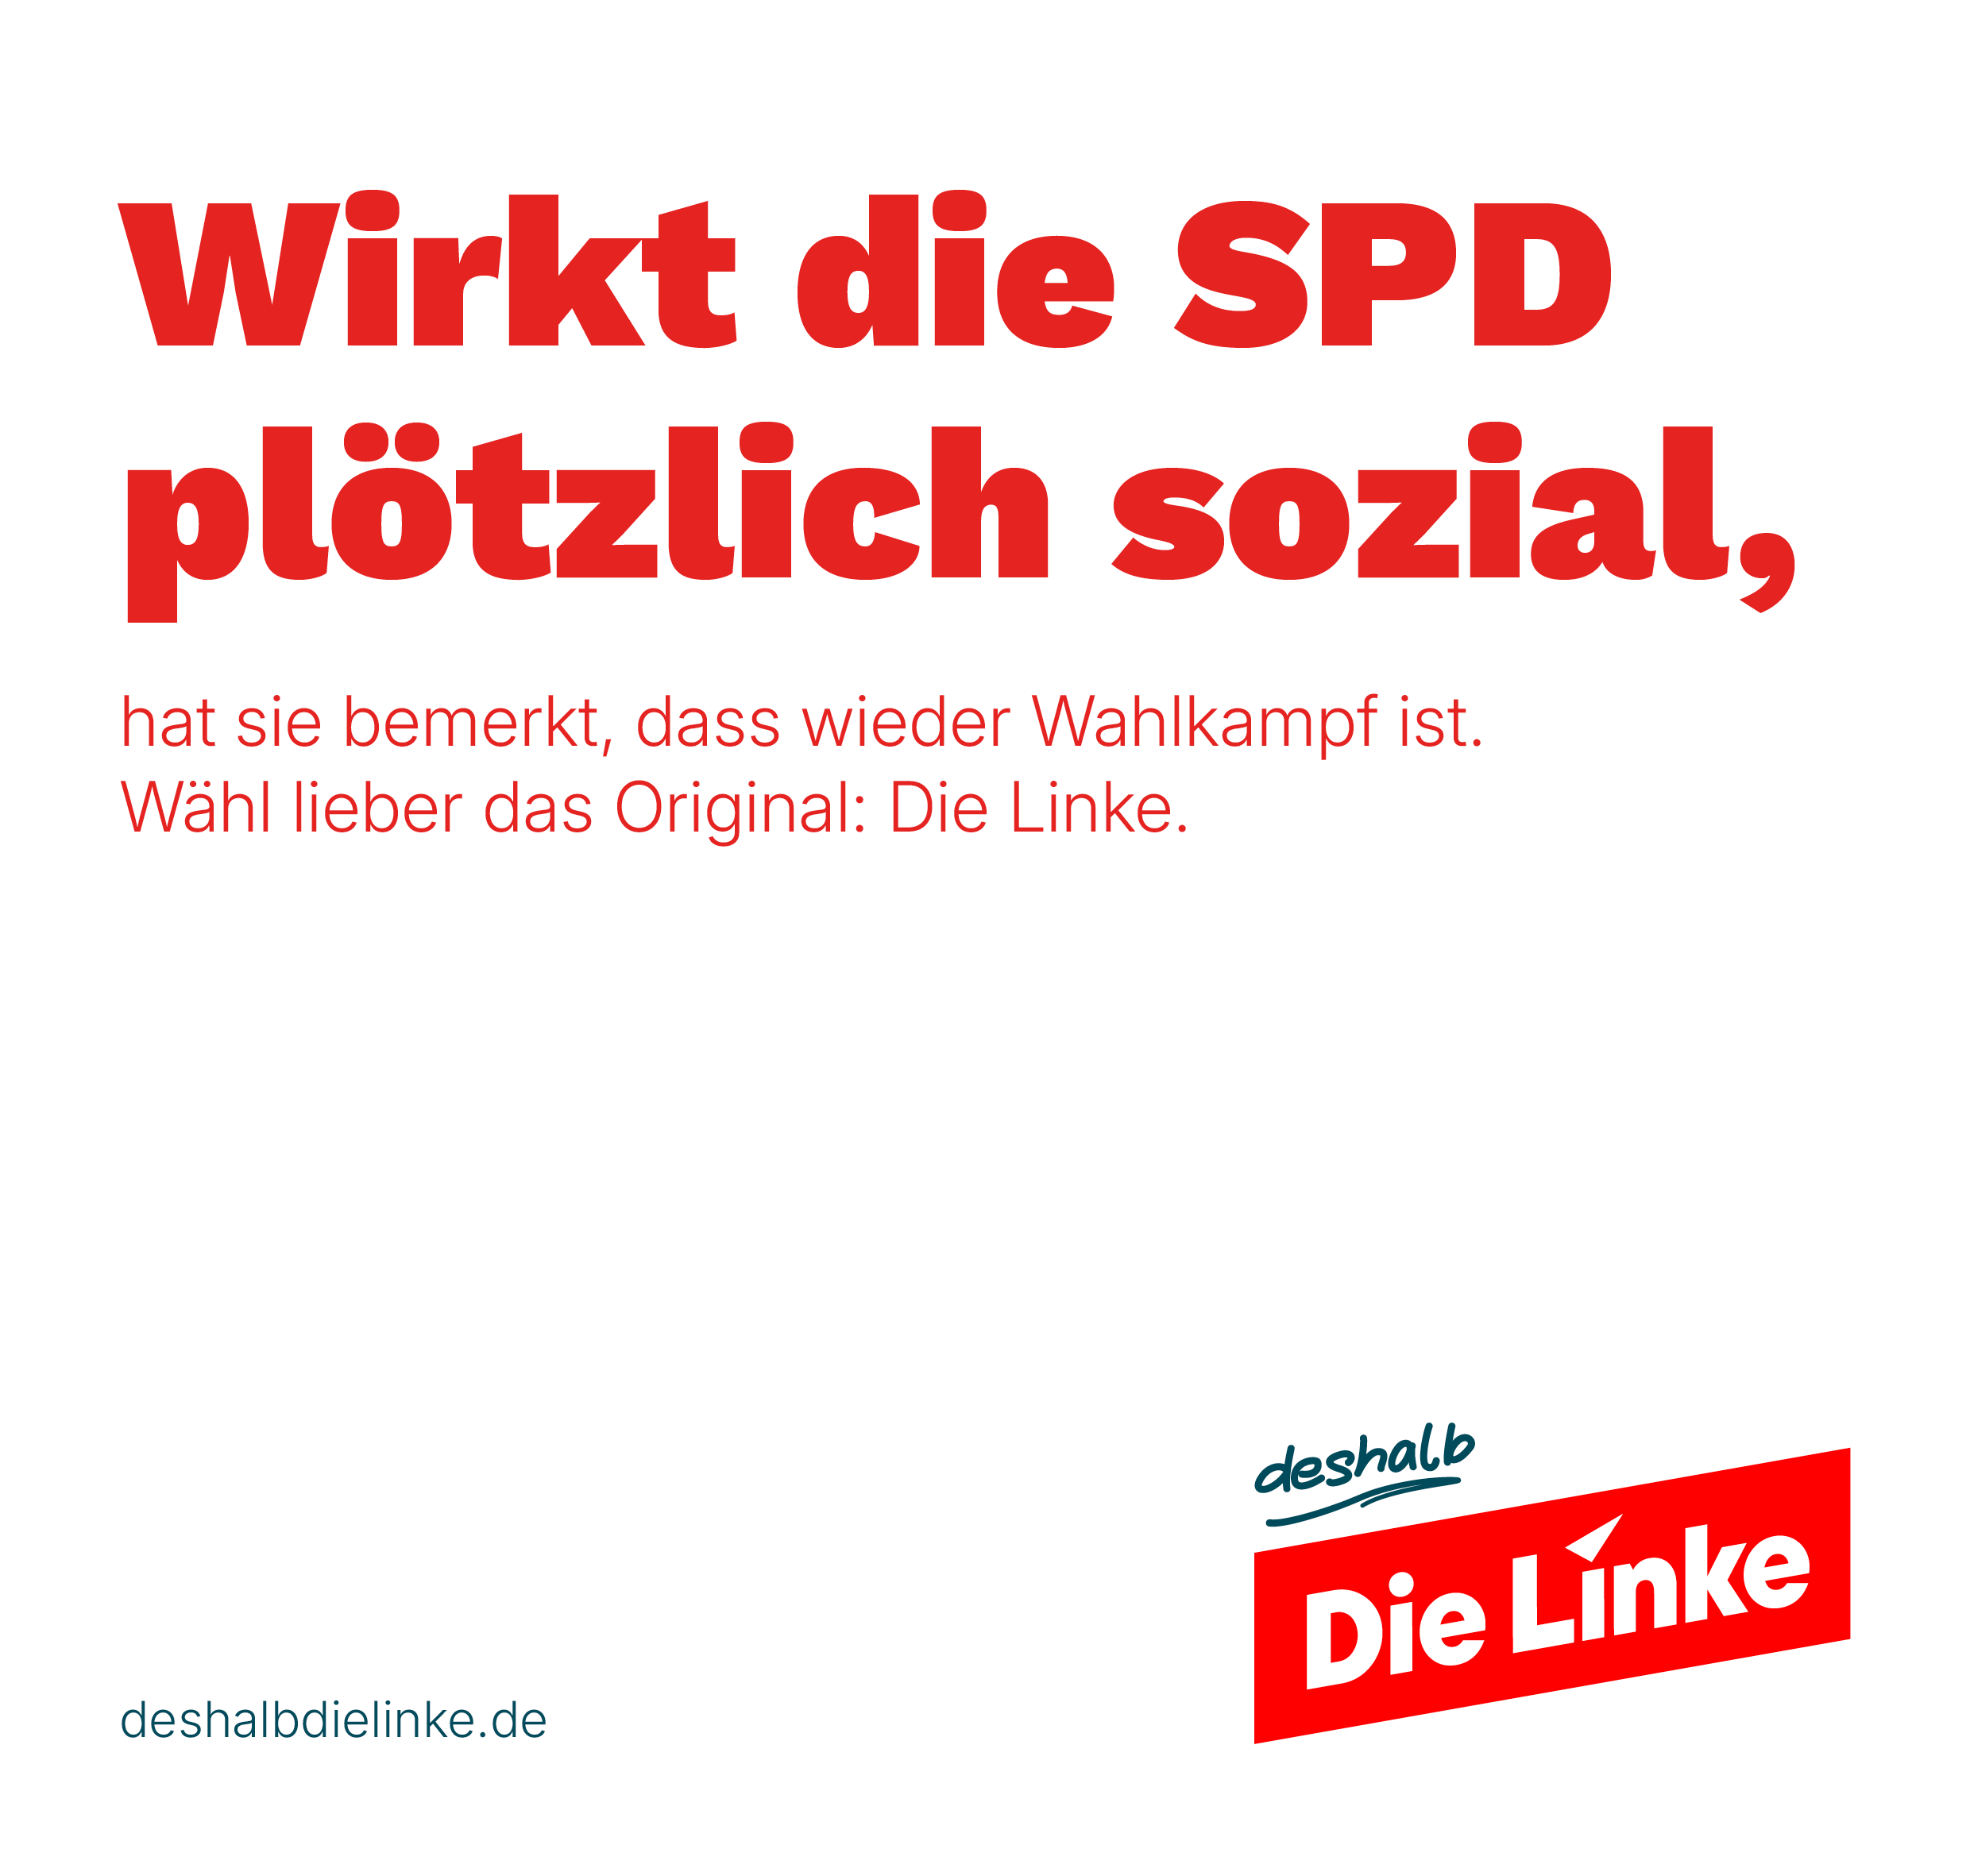 Wirkt die SPD
plötzlich sozial,
hat sie bemerkt, dass wieder Wahlkampf ist.
Wähl lieber das Original: Die Linke.
deshalb
Die Linke
deshalbdielinke.de